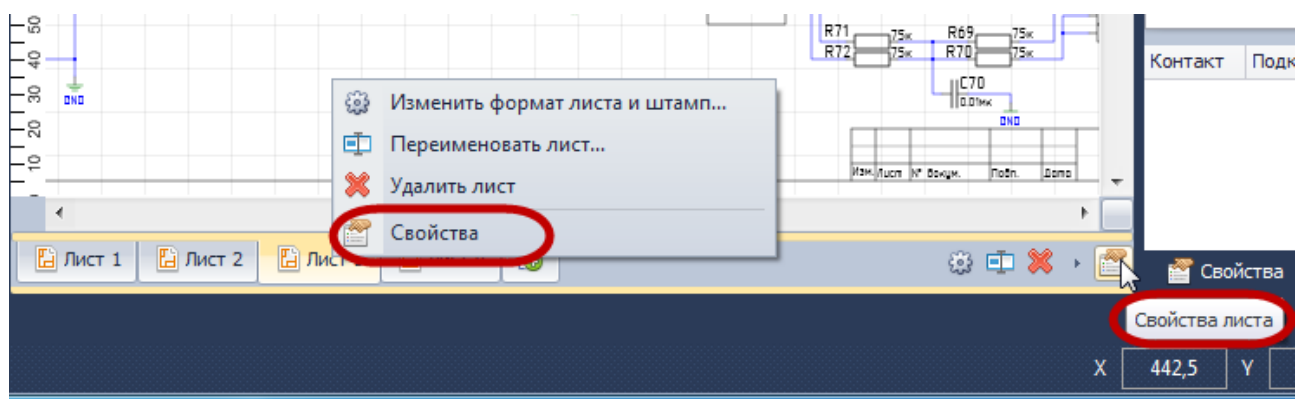 50
40
30
20
10
GND
R71 75к R69 75к
R72 75к R70 75к
C70
0.01мк
GND
Изм. Лист № докум. Подп. Дата
Контакт
Изменить формат листа и штамп...
Переименовать лист...
Удалить лист
Свойства
Лист 1 Лист 2
Свойства
Свойства листа
X 442,5 Y